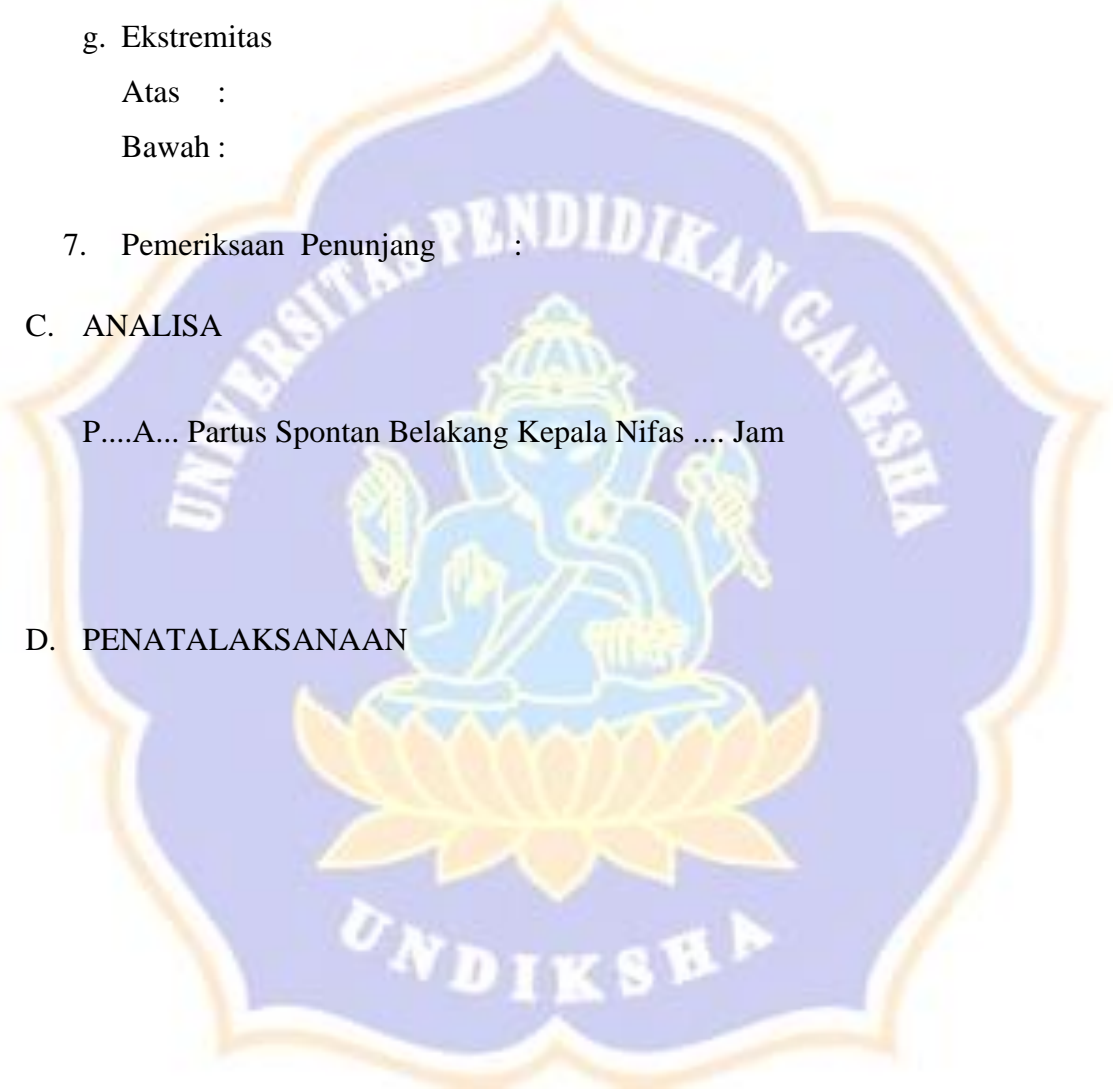 g. Ekstremitas
Atas :
Bawah :
7. Pemeriksaan Penunjang :
C. ANALISA
P....A... Partus Spontan Belakang Kepala Nifas .... Jam
D. PENATALAKSANAAN
UNIVERSITAS PENDIDIKAN GANESHA
UNDIKSHA